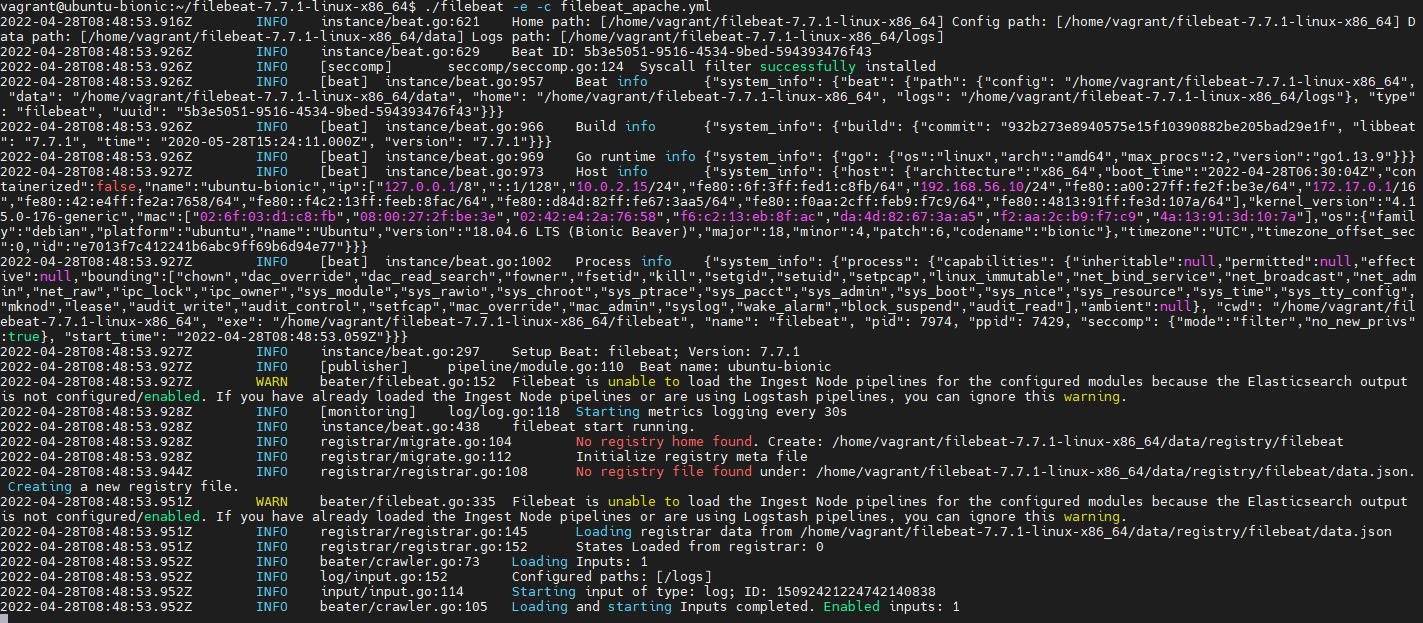 vagrant@ubuntu-bionic:~/filebeat-7.7.1-linux-x86_64$ ./filebeat -e -c filebeat_apache.yml
2022-04-28T08:48:53.916Z        INFO    instance/beat.go:621    Home path: [/home/vagrant/filebeat-7.7.1-linux-x86_64] Config path: [/home/vagrant/filebeat-7.7.1-linux-x86_64] D
ata path: [/home/vagrant/filebeat-7.7.1-linux-x86_64/data] Logs path: [/home/vagrant/filebeat-7.7.1-linux-x86_64/logs]
2022-04-28T08:48:53.926Z        INFO    instance/beat.go:629    Beat ID: 5b3e5051-9516-4534-9bed-594393476f43
2022-04-28T08:48:53.926Z        INFO    [seccomp]       seccomp/seccomp.go:124  Syscall filter successfully installed
2022-04-28T08:48:53.926Z        INFO    [beat]  instance/beat.go:957    Beat info       {"system_info": {"beat": {"path": {"config": "/home/vagrant/filebeat-7.7.1-linux-x86_64",
 "data": "/home/vagrant/filebeat-7.7.1-linux-x86_64/data", "home": "/home/vagrant/filebeat-7.7.1-linux-x86_64", "logs": "/home/vagrant/filebeat-7.7.1-linux-x86_64/logs"}, "type"
: "filebeat", "uuid": "5b3e5051-9516-4534-9bed-594393476f43"}}}
2022-04-28T08:48:53.926Z        INFO    [beat]  instance/beat.go:966    Build info      {"system_info": {"build": {"commit": "932b273e8940575e15f10390882be205bad29e1f", "libbeat
": "7.7.1", "time": "2020-05-28T15:24:11.000Z", "version": "7.7.1"}}}
2022-04-28T08:48:53.926Z        INFO    [beat]  instance/beat.go:969    Go runtime info {"system_info": {"go": {"os":"linux","arch":"amd64","max_procs":2,"version":"go1.13.9"}}}
2022-04-28T08:48:53.926Z        INFO    [beat]  instance/beat.go:973    Host info       {"system_info": {"host": {"architecture":"x86_64","boot_time":"2022-04-28T06:30:04Z","con
tainerized":false,"name":"ubuntu-bionic","ip":["127.0.0.1/8","::1/128","10.0.2.15/24","fe80::6f:3ff:fed1:c8fb/64","192.168.56.10/24","fe80::a00:27ff:fe2f:be3e/64","172.17.0.1/16
","fe80::42:e4ff:fe2a:7658/64","fe80::f4c2:13ff:feeb:8fac/64","fe80::d84d:82ff:fe67:3aa5/64","fe80::f0aa:2cff:feb9:f7c9/64","fe80::4813:91ff:fe3d:107a/64"],"kernel_version":"4.1
5.0-176-generic","mac":["02:6f:03:d1:c8:fb","08:00:27:2f:be:3e","02:42:e4:2a:76:58","f6:c2:13:eb:8f:ac","da:4d:82:67:3a:a5","f2:aa:2c:b9:f7:c9","4a:13:91:3d:10:7a"],"os":{"famil
y":"debian","platform":"ubuntu","name":"Ubuntu","version":"18.04.6 LTS (Bionic Beaver)","major":18,"minor":4,"patch":6,"codename":"bionic"},"timezone":"UTC","timezone_offset_sec
":0,"id":"e7013f7c412241b6abc9ff69b6d94e77"}}}
2022-04-28T08:48:53.927Z        INFO    [beat]  instance/beat.go:1002   Process info    {"system_info": {"process": {"capabilities": {"inheritable":null,"permitted":null,"effect
ive":null,"bounding":["chown","dac_override","dac_read_search","fowner","fsetid","kill","setgid","setuid","setpcap","linux_immutable","net_bind_service","net_broadcast","net_adm
in","net_raw","ipc_lock","ipc_owner","sys_module","sys_rawio","sys_chroot","sys_ptrace","sys_pacct","sys_admin","sys_boot","sys_nice","sys_resource","sys_time","sys_tty_config",
"mknod","lease","audit_write","audit_control","setfcap","mac_override","mac_admin","syslog","wake_alarm","block_suspend","audit_read"],"ambient":null}, "cwd": "/home/vagrant/fil
ebeat-7.7.1-linux-x86_64", "exe": "/home/vagrant/filebeat-7.7.1-linux-x86_64/filebeat", "name": "filebeat", "pid": 7974, "ppid": 7429, "seccomp": {"mode":"filter","no_new_privs"
:true}, "start_time": "2022-04-28T08:48:53.059Z"}}}
2022-04-28T08:48:53.927Z        INFO    instance/beat.go:297    Setup Beat: filebeat; Version: 7.7.1
2022-04-28T08:48:53.927Z        INFO    [publisher]     pipeline/module.go:110  Beat name: ubuntu-bionic
2022-04-28T08:48:53.927Z        WARN    beater/filebeat.go:152  Filebeat is unable to load the Ingest Node pipelines for the configured modules because the Elasticsearch output
is not configured/enabled. If you have already loaded the Ingest Node pipelines or are using Logstash pipelines, you can ignore this warning.
2022-04-28T08:48:53.928Z        INFO    [monitoring]    log/log.go:118  Starting metrics logging every 30s
2022-04-28T08:48:53.928Z        INFO    instance/beat.go:438    filebeat start running.
2022-04-28T08:48:53.928Z        INFO    registrar/migrate.go:104        No registry home found. Create: /home/vagrant/filebeat-7.7.1-linux-x86_64/data/registry/filebeat
2022-04-28T08:48:53.928Z        INFO    registrar/migrate.go:112        Initialize registry meta file
2022-04-28T08:48:53.944Z        INFO    registrar/registrar.go:108      No registry file found under: /home/vagrant/filebeat-7.7.1-linux-x86_64/data/registry/filebeat/data.json.
 Creating a new registry file.
2022-04-28T08:48:53.951Z        WARN    beater/filebeat.go:335  Filebeat is unable to load the Ingest Node pipelines for the configured modules because the Elasticsearch output
is not configured/enabled. If you have already loaded the Ingest Node pipelines or are using Logstash pipelines, you can ignore this warning.
2022-04-28T08:48:53.951Z        INFO    registrar/registrar.go:145      Loading registrar data from /home/vagrant/filebeat-7.7.1-linux-x86_64/data/registry/filebeat/data.json
2022-04-28T08:48:53.951Z        INFO    registrar/registrar.go:152      States Loaded from registrar: 0
2022-04-28T08:48:53.952Z        INFO    beater/crawler.go:73    Loading Inputs: 1
2022-04-28T08:48:53.952Z        INFO    log/input.go:152        Configured paths: [/logs]
2022-04-28T08:48:53.952Z        INFO    input/input.go:114      Starting input of type: log; ID: 15092421224742140838
2022-04-28T08:48:53.952Z        INFO    beater/crawler.go:105   Loading and starting Inputs completed. Enabled inputs: 1